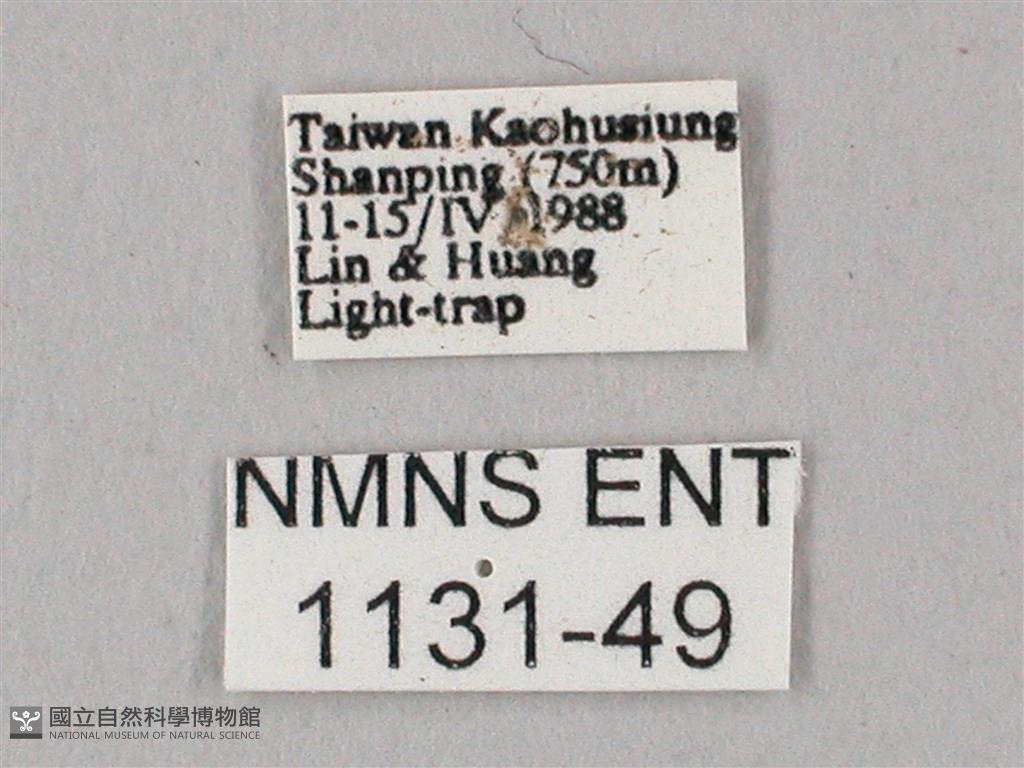 Taiwan Kaohusiung
Shanping (750m)
11-15/IV/1988
Lin & Huang
Light-trap
NMNS ENT
1131-49
國立自然科學博物館
NATIONAL MUSEUM OF NATURAL SCIENCE